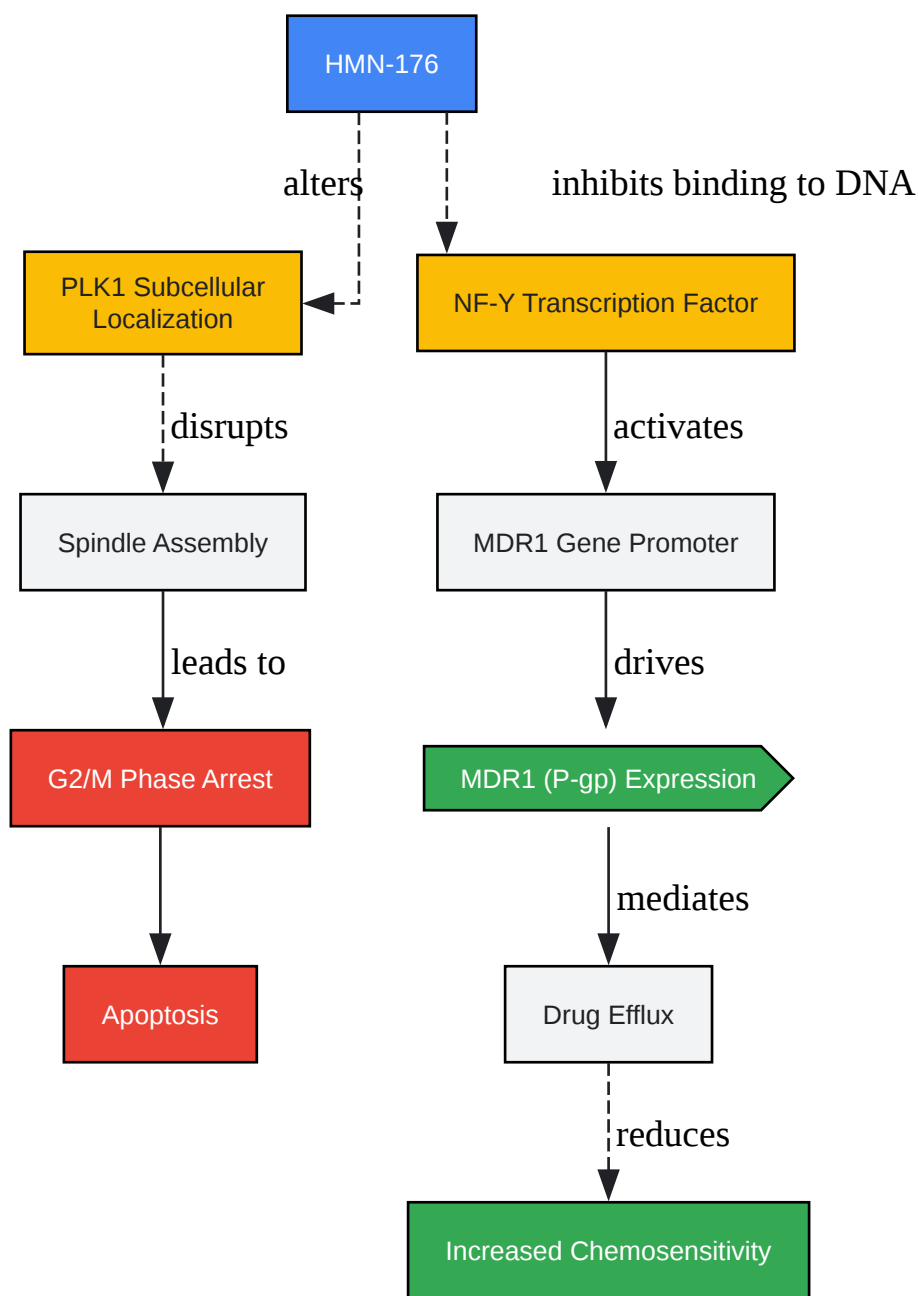 HMN-176
alters
inhibits binding to DNA
PLK1 Subcellular
Localization
NF-Y Transcription Factor
disrupts
activates
Spindle Assembly
MDR1 Gene Promoter
leads to
drives
G2/M Phase Arrest
MDR1 (P-gp) Expression
mediates
Apoptosis
Drug Efflux
reduces
Increased Chemosensitivity